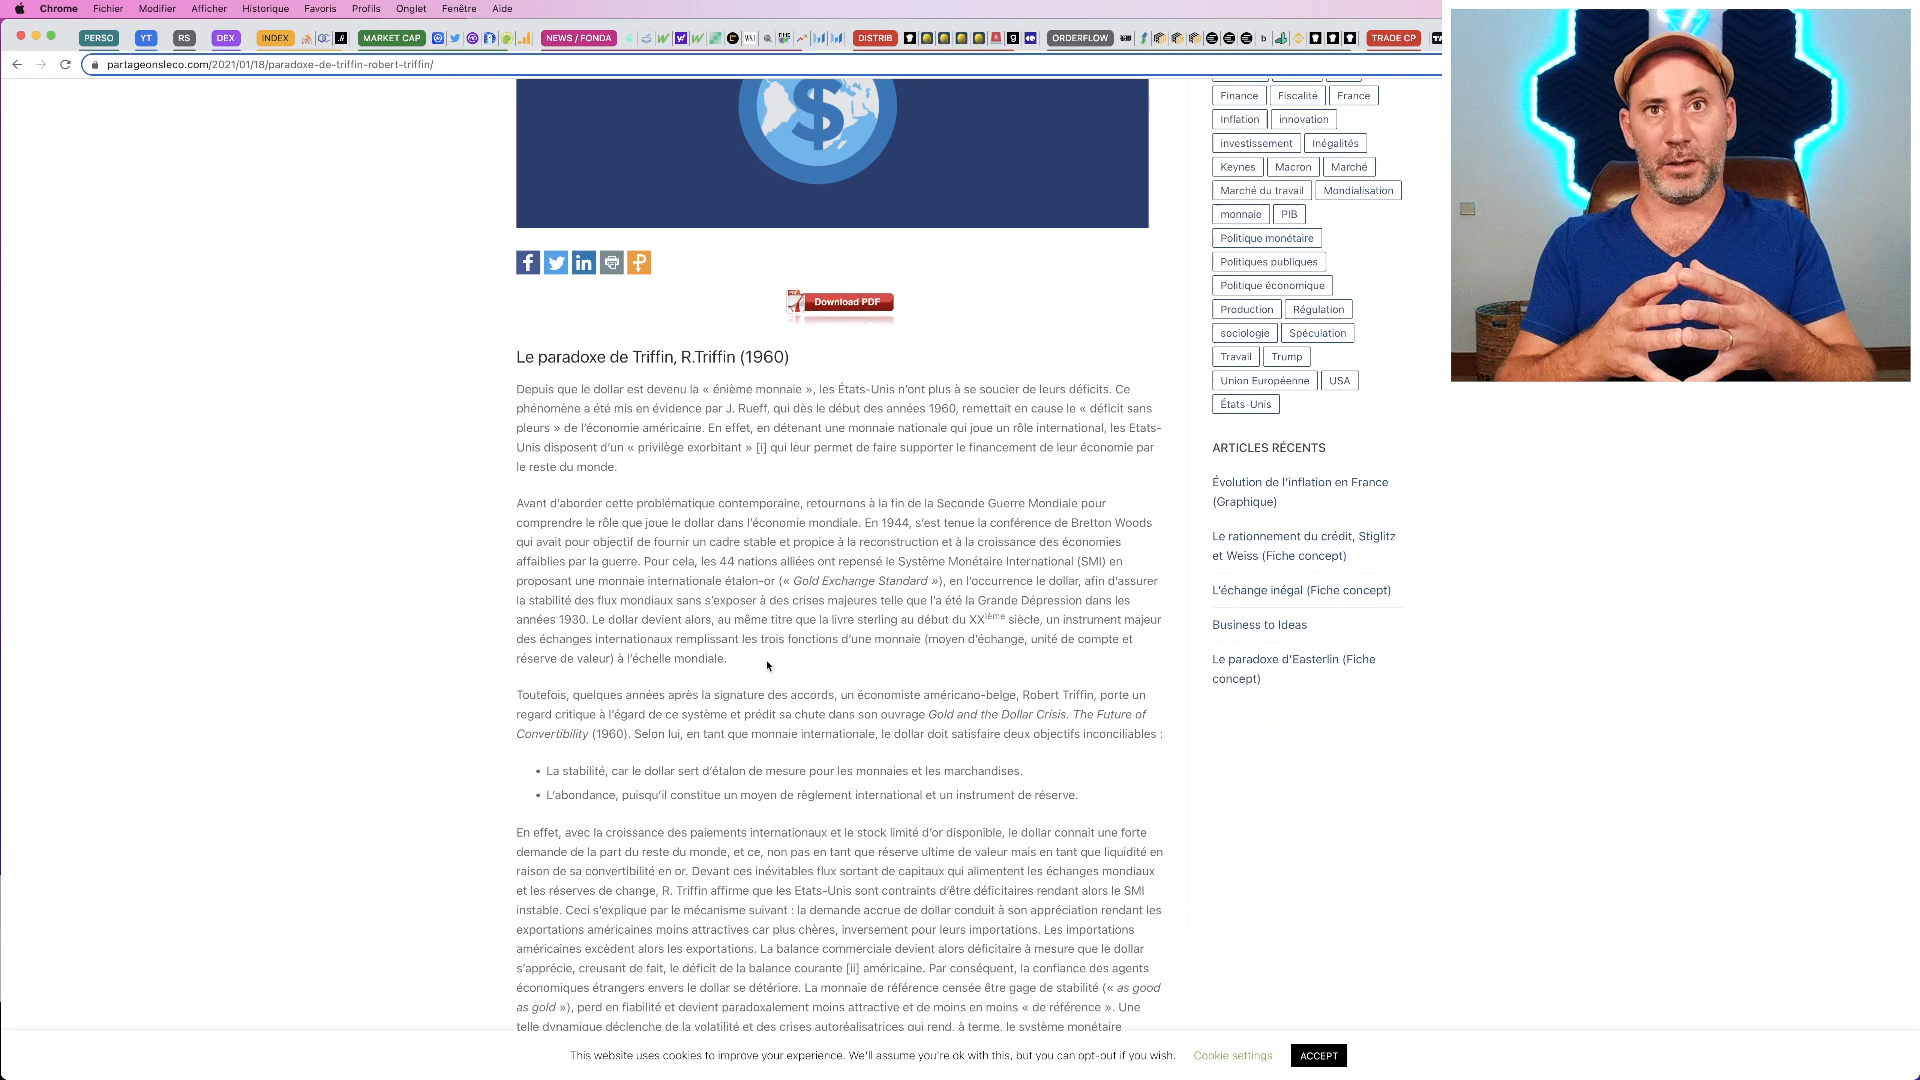 Chrome Fichier Modifier Afficher Historique Favoris Profils Onglet Fenêtre Aide
PERSO YT RS DEX INDEX MARKET CAP NEWS / FONDA DISTRIB ORDERFLOW TRADE CP
partageonsleco.com/2021/01/18/paradoxe-de-triffin-robert-triffin/
Download PDF
Le paradoxe de Triffin, R.Triffin (1960)
Depuis que le dollar est devenu la « énième monnaie », les États-Unis n'ont plus à se soucier de leurs déficits. Ce
phénomène a été mis en évidence par J. Rueff, qui dès le début des années 1960, remettait en cause le « déficit sans
pleurs » de l'économie américaine. En effet, en détenant une monnaie nationale qui joue un rôle international, les Etats-
Unis disposent d'un « privilège exorbitant » [i] qui leur permet de faire supporter le financement de leur économie par
le reste du monde.
Avant d'aborder cette problématique contemporaine, retournons à la fin de la Seconde Guerre Mondiale pour
comprendre le rôle que joue le dollar dans l'économie mondiale. En 1944, s'est tenue la conférence de Bretton Woods
qui avait pour objectif de fournir un cadre stable et propice à la reconstruction et à la croissance des économies
affaiblies par la guerre. Pour cela, les 44 nations alliées ont repensé le Système Monétaire International (SMI) en
proposant une monnaie internationale étalon-or (« Gold Exchange Standard »), en l'occurrence le dollar, afin d'assurer
la stabilité des flux mondiaux sans s'exposer à des crises majeures telle que l'a été la Grande Dépression dans les
années 1930. Le dollar devient alors, au même titre que la livre sterling au début du XXième siècle, un instrument majeur
des échanges internationaux remplissant les trois fonctions d'une monnaie (moyen d'échange, unité de compte et
réserve de valeur) à l'échelle mondiale.
Toutefois, quelques années après la signature des accords, un économiste américano-belge, Robert Triffin, porte un
regard critique à l'égard de ce système et prédit sa chute dans son ouvrage Gold and the Dollar Crisis. The Future of
Convertibility (1960). Selon lui, en tant que monnaie internationale, le dollar doit satisfaire deux objectifs inconciliables :
• La stabilité, car le dollar sert d'étalon de mesure pour les monnaies et les marchandises.
• L'abondance, puisqu'il constitue un moyen de règlement international et un instrument de réserve.
En effet, avec la croissance des paiements internationaux et le stock limité d'or disponible, le dollar connait une forte
demande de la part du reste du monde, et ce, non pas en tant que réserve ultime de valeur mais en tant que liquidité en
raison de sa convertibilité en or. Devant ces inévitables flux sortant de capitaux qui alimentent les échanges mondiaux
et les réserves de change, R. Triffin affirme que les Etats-Unis sont contraints d'être déficitaires rendant alors le SMI
instable. Ceci s'explique par le mécanisme suivant : la demande accrue de dollar conduit à son appréciation rendant les
exportations américaines moins attractives car plus chères, inversement pour leurs importations. Les importations
américaines excèdent alors les exportations. La balance commerciale devient alors déficitaire à mesure que le dollar
s'apprécie, creusant de fait, le déficit de la balance courante [ii] américaine. Par conséquent, la confiance des agents
économiques étrangers envers le dollar se détériore. La monnaie de référence censée être gage de stabilité (« as good
as gold »), perd en fiabilité et devient paradoxalement moins attractive et de moins en moins « de référence ». Une
telle dynamique déclenche de la volatilité et des crises autoréalisatrices qui rend, à terme, le système monétaire
Finance Fiscalité France
Inflation innovation
investissement Inégalités
Keynes Macron Marché
Marché du travail Mondialisation
monnaie PIB
Politique monétaire
Politiques publiques
Politique économique
Production Régulation
sociologie Spéculation
Travail Trump
Union Européenne USA
États-Unis
ARTICLES RÉCENTS
Évolution de l'inflation en France
(Graphique)
Le rationnement du crédit, Stiglitz
et Weiss (Fiche concept)
L'échange inégal (Fiche concept)
Business to Ideas
Le paradoxe d'Easterlin (Fiche
concept)
This website uses cookies to improve your experience. We'll assume you're ok with this, but you can opt-out if you wish. Cookie settings ACCEPT